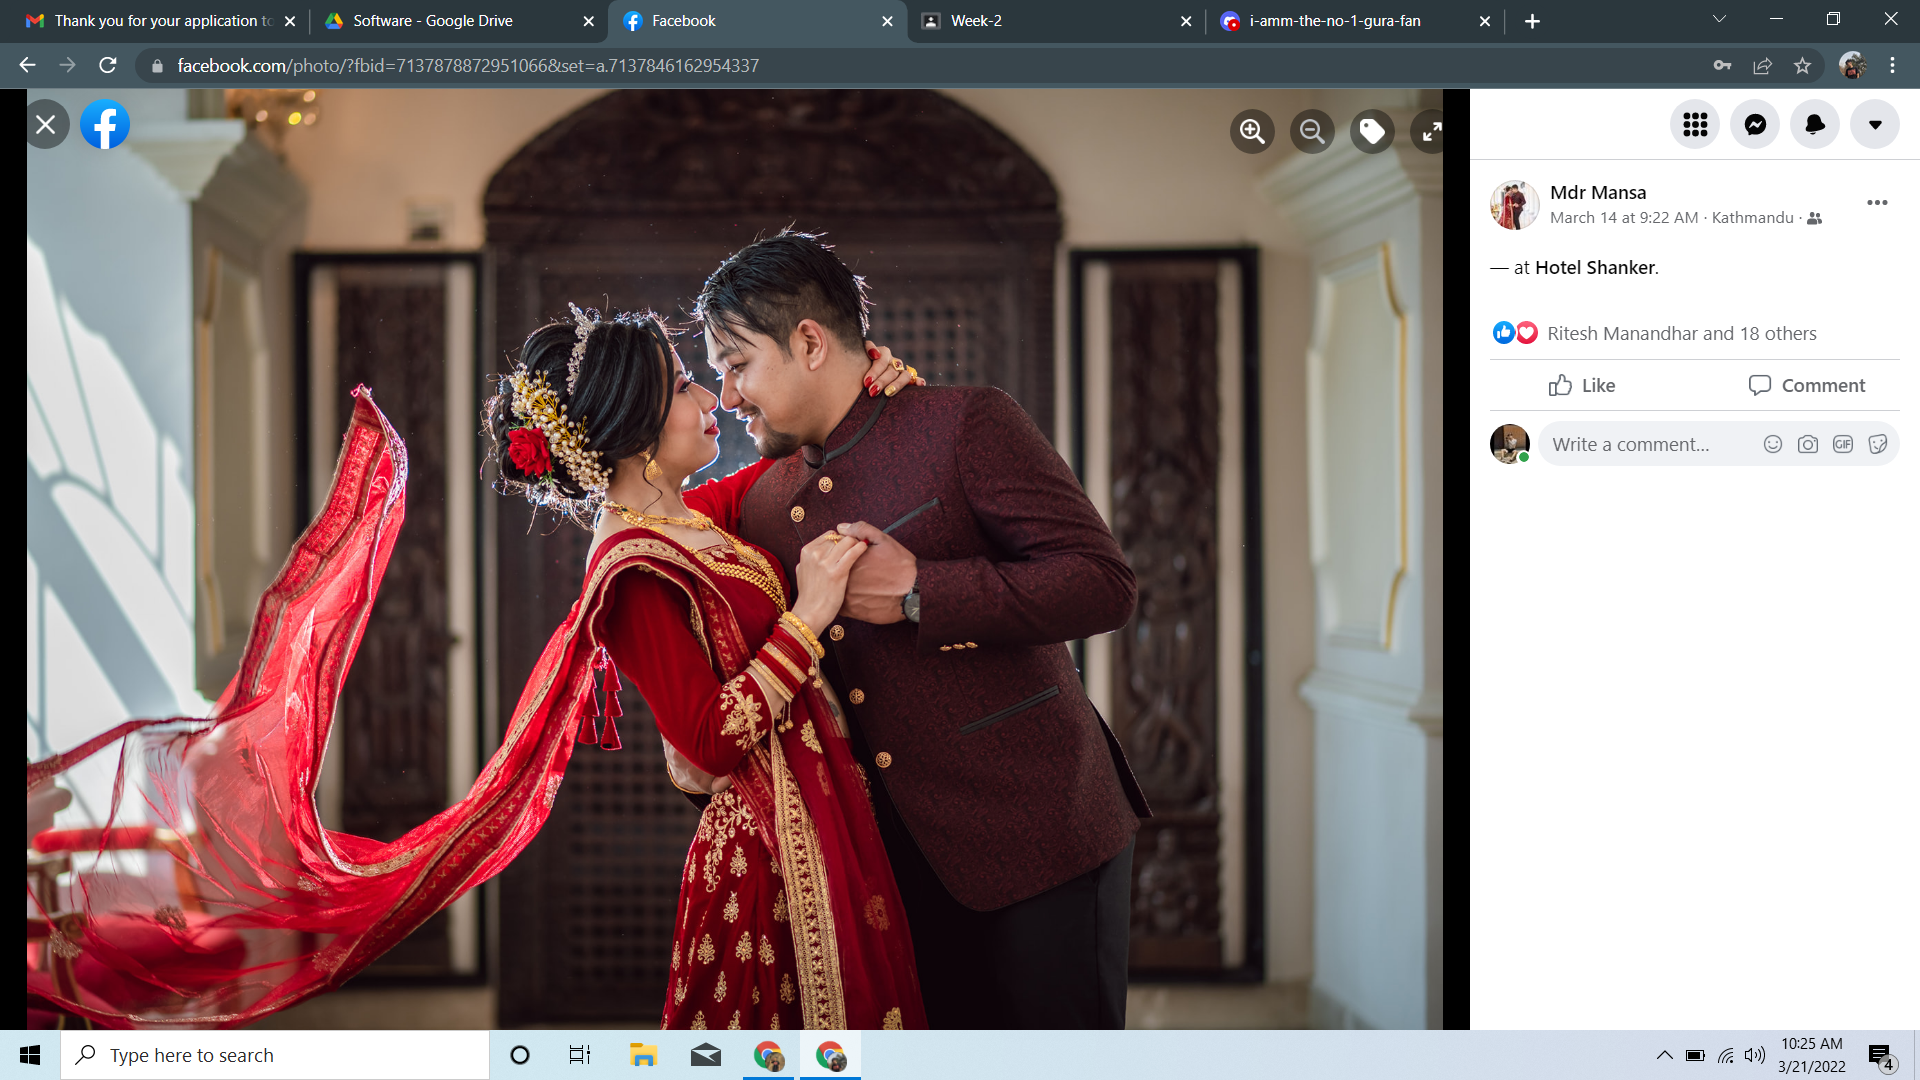 Thank you for your application to
Software - Google Drive
Facebook
Week-2
i-amm-the-no-1-gura-fan
facebook.com/photo/?fbid=7137878872951066&set=a.7137846162954337
Mdr Mansa
March 14 at 9:22 AM · Kathmandu ·
— at Hotel Shanker.
Ritesh Manandhar and 18 others
Like
Comment
Write a comment...
GIF
Type here to search
10:25 AM
3/21/2022
4